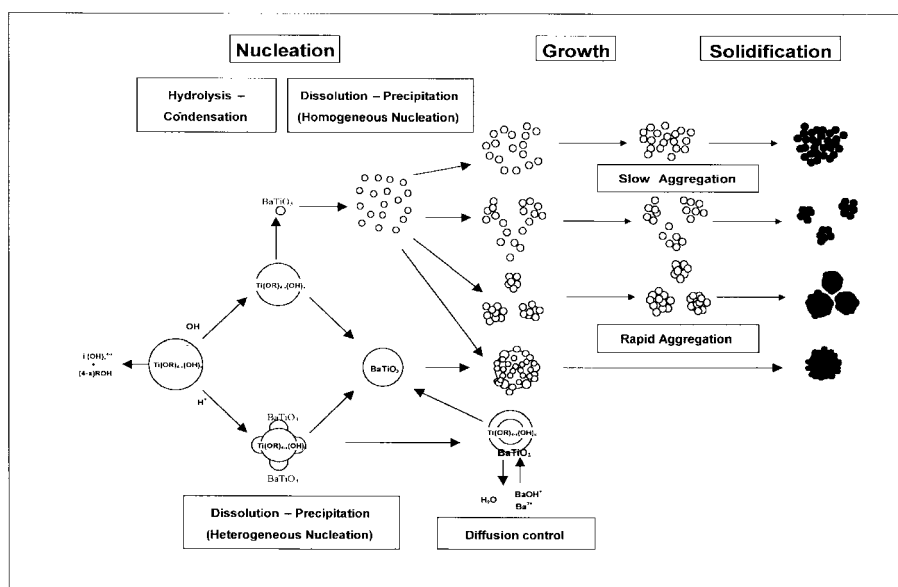 Nucleation
Growth
Solidification
Hydrolysis –
Condensation
Dissolution – Precipitation
(Homogeneous Nucleation)
Slow Aggregation
BaTiO₃
OH
H⁺
(4-x)ROH
BaTiO₃
Rapid Aggregation
BaTiO₃
BaTiO₃
BaTiO₃
H₂O
BaOH⁺
Ba²⁺
Dissolution – Precipitation
(Heterogeneous Nucleation)
Diffusion control